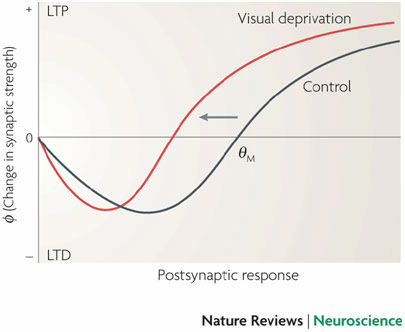 +
LTP
Visual deprivation
Control
0
θM
ϕ (Change in synaptic strength)
−
LTD
Postsynaptic response
Nature Reviews | Neuroscience